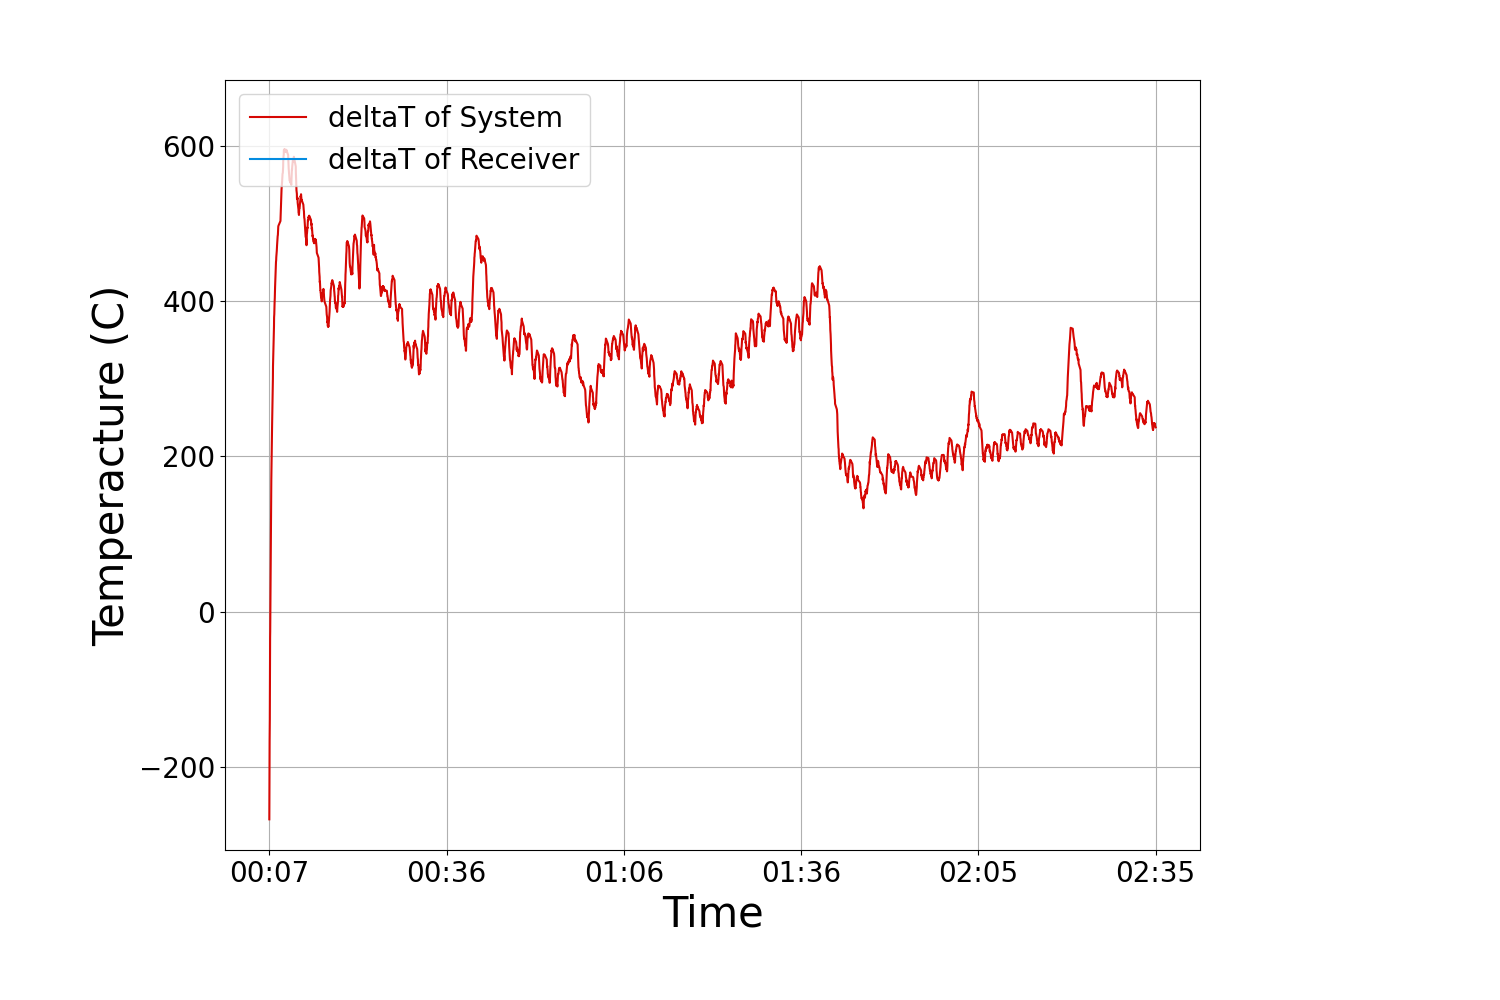 deltaT of System
deltaT of Receiver
600
400
200
0
−200
Temperacture (C)
00:07 00:36 01:06 01:36 02:05 02:35
Time